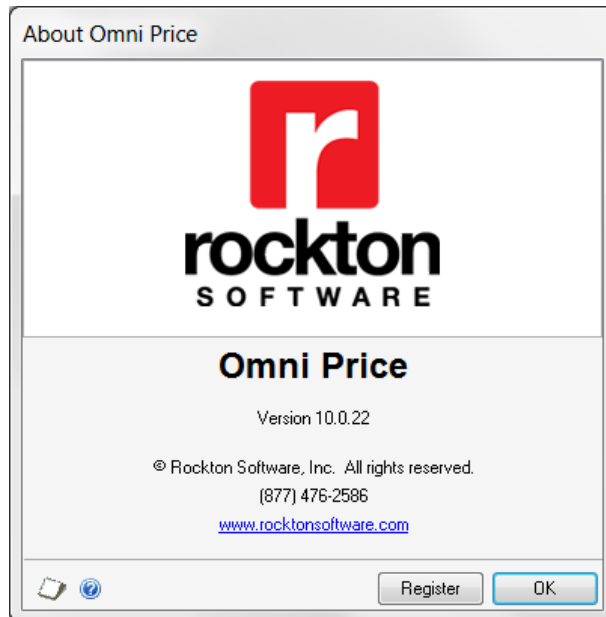 About Omni Price
r
rockton
SOFTWARE
Omni Price
Version 10.0.22
© Rockton Software, Inc. All rights reserved.
(877) 476-2586
www.rocktonsoftware.com
Register
OK